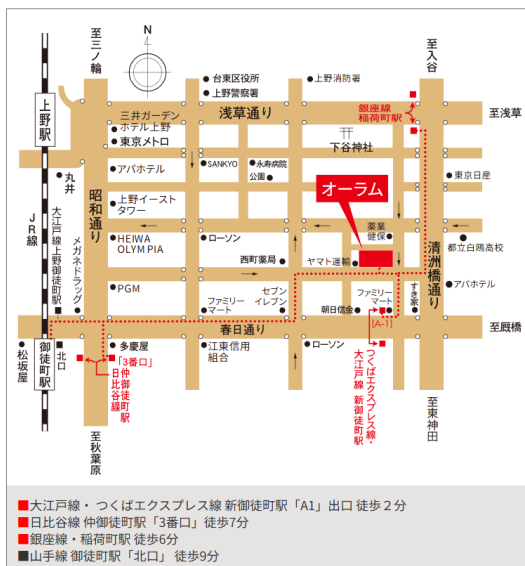 N
至三ノ輪
至入谷
台東区役所
上野警察署
上野消防署
銀座線
稲荷町駅
浅草通り
至浅草
三井ガーデン
ホテル上野
東京メトロ
下谷神社
上野駅
丸井
アパホテル
SANKYO
永寿病院
公園
東京日産
オーラム
昭和通り
上野イースト
タワー
JR線
大江戸線上野御徒町駅
メガネドラッグ
HEIWA
OLYMPIA
ローソン
薬業
健保
都立白鴎高校
清洲橋通り
西町薬局
ヤマト運輸
PGM
ファミリー
マート
セブン
イレブン
朝日信金
ファミリー
マート
すき家
アパホテル
[A-1]
春日通り
至厩橋
御徒町駅
松坂屋
北口
多慶屋
「3番口」
日比谷線
仲御徒町駅
江東信用
組合
ローソン
つくばエクスプレス線・
大江戸線 新御徒町駅
至秋葉原
至東神田
■大江戸線・つくばエクスプレス線 新御徒町駅「A1」出口 徒歩2分
■日比谷線 仲御徒町駅「3番口」徒歩7分
■銀座線・稲荷町駅 徒歩6分
■山手線 御徒町駅「北口」 徒歩9分